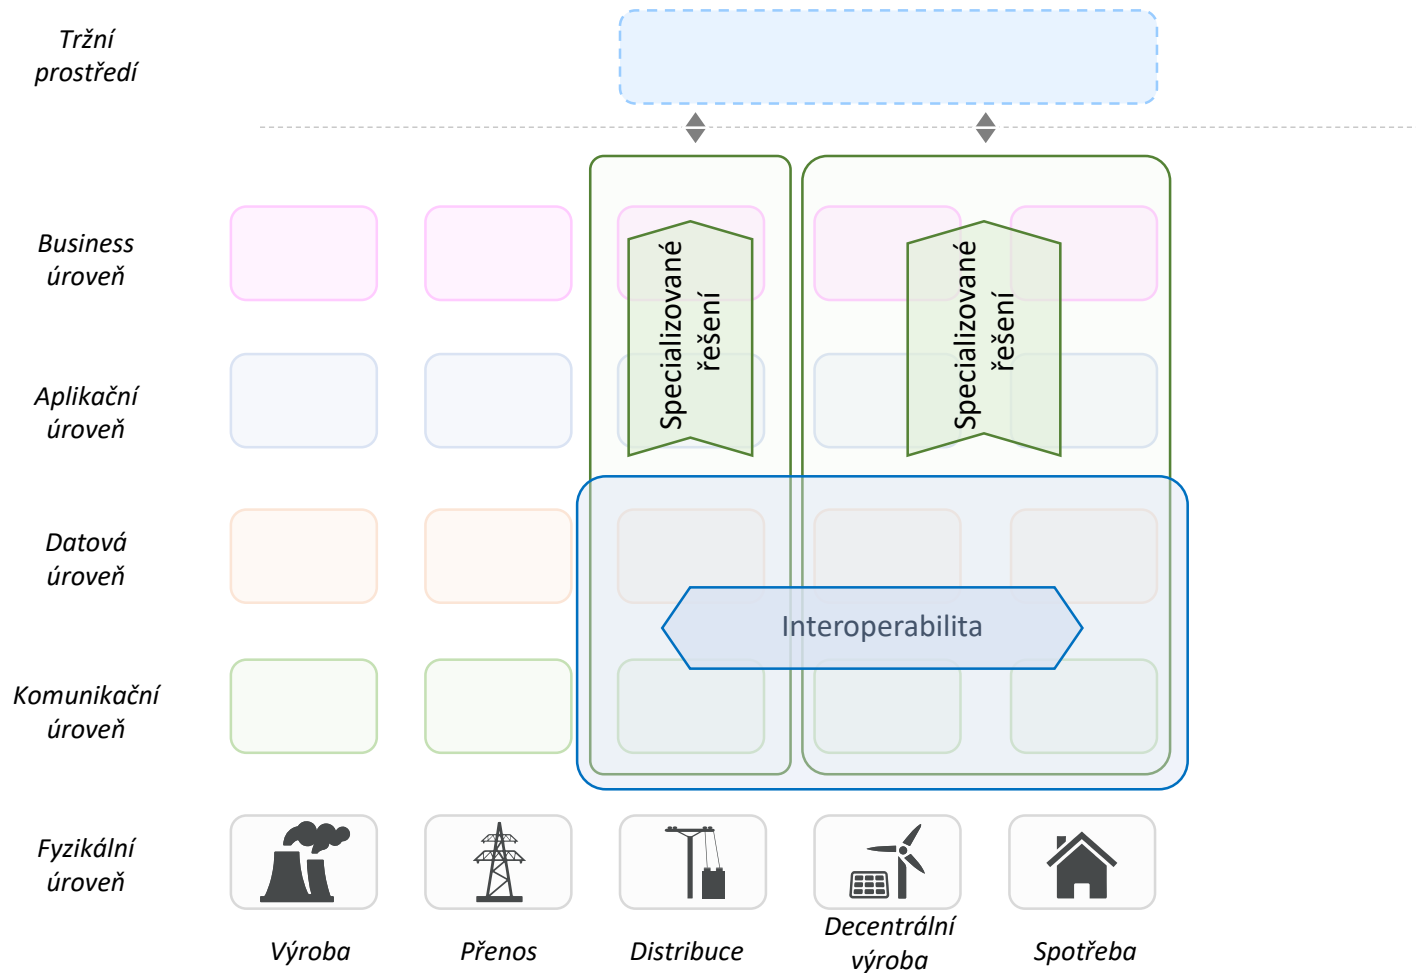 Tržní
prostředí
Business
úroveň
Specializované
řešení
Specializované
řešení
Aplikační
úroveň
Datová
úroveň
Interoperabilita
Komunikační
úroveň
Fyzikální
úroveň
Výroba
Přenos
Distribuce
Decentrální
výroba
Spotřeba